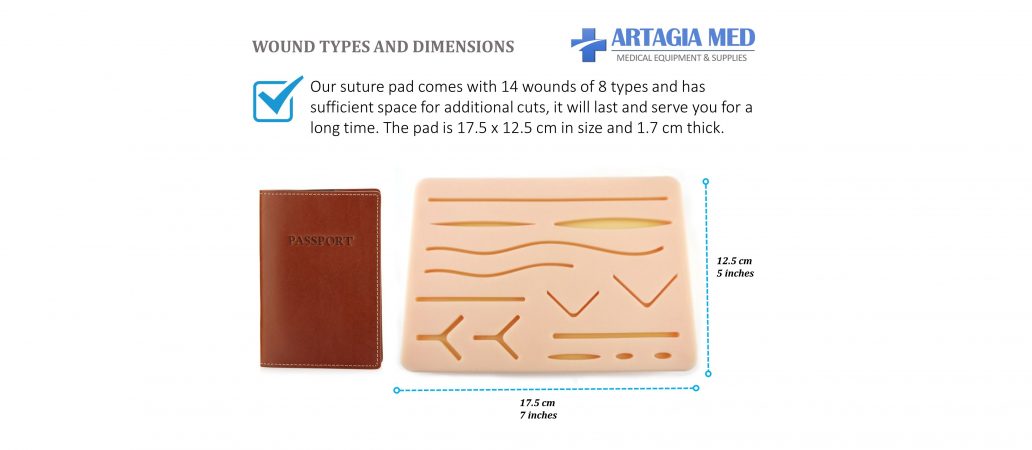 WOUND TYPES AND DIMENSIONS
ARTAGIA MED
MEDICAL EQUIPMENT & SUPPLIES
Our suture pad comes with 14 wounds of 8 types and has
sufficient space for additional cuts, it will last and serve you for a
long time. The pad is 17.5 x 12.5 cm in size and 1.7 cm thick.
PASSPORT
12.5 cm
5 inches
17.5 cm
7 inches